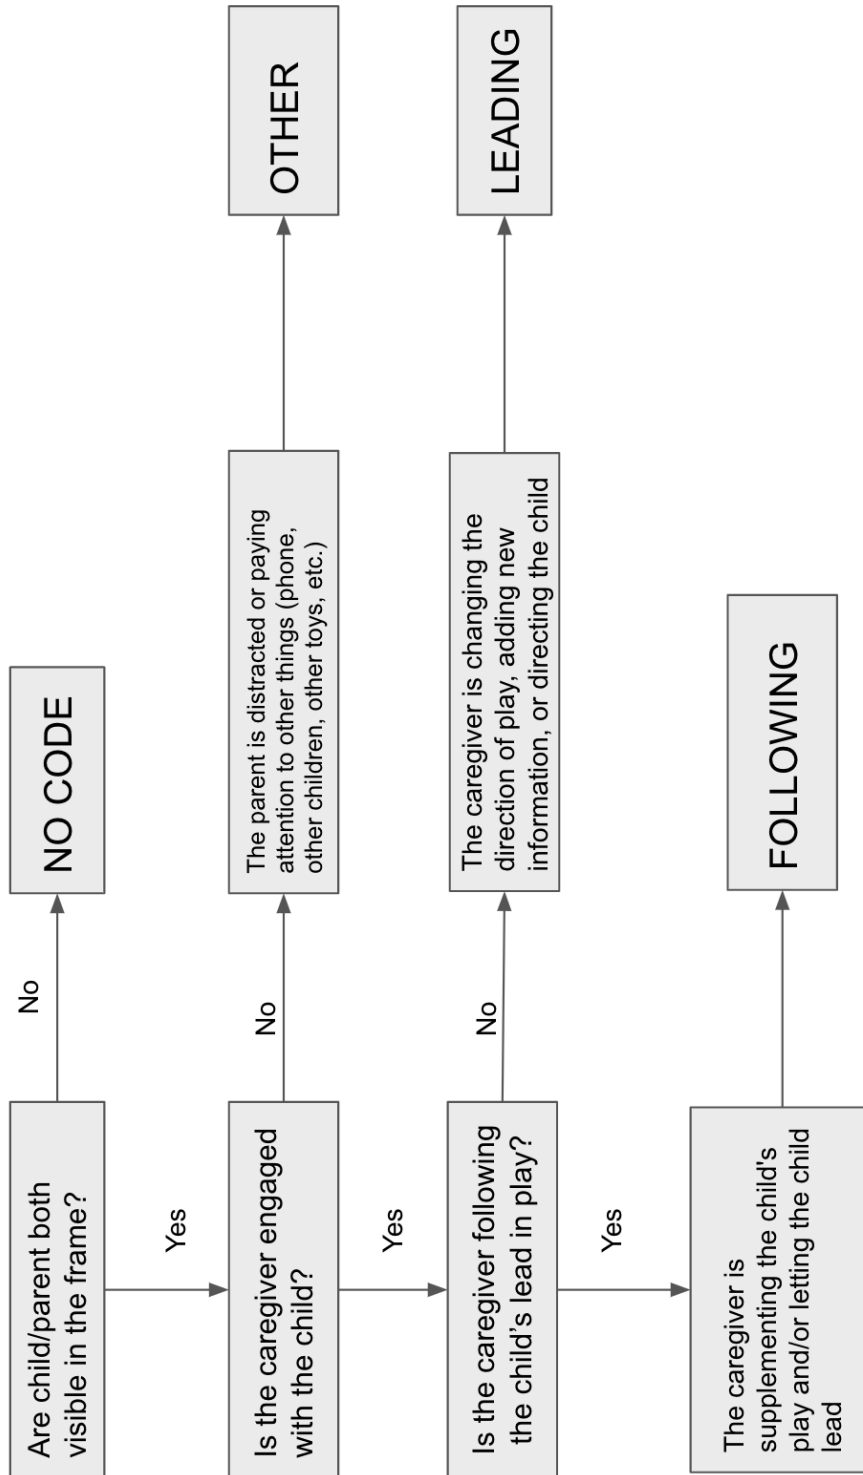 Are child/parent both
visible in the frame?
No
NO CODE
Yes
Is the caregiver engaged
with the child?
No
The parent is distracted or paying
attention to other things (phone,
other children, other toys, etc.)
OTHER
Yes
Is the caregiver following
the child’s lead in play?
No
The caregiver is changing the
direction of play, adding new
information, or directing the child
LEADING
Yes
The caregiver is
supplementing the child's
play and/or letting the child
lead
FOLLOWING